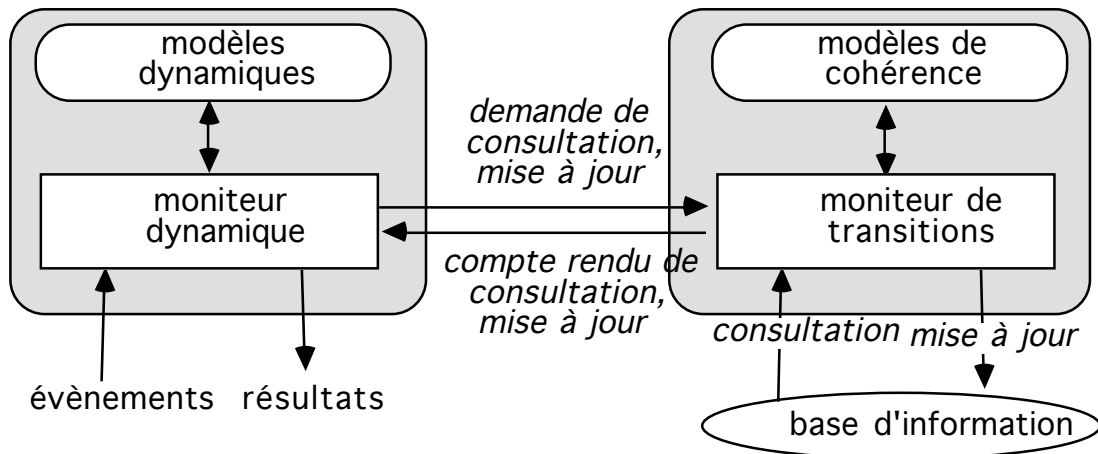 modèles
dynamiques
modèles de
cohérence
demande de
consultation,
mise à jour
moniteur
dynamique
moniteur de
transitions
compte rendu de
consultation,
mise à jour
consultation
mise à jour
évènements
résultats
base d'information